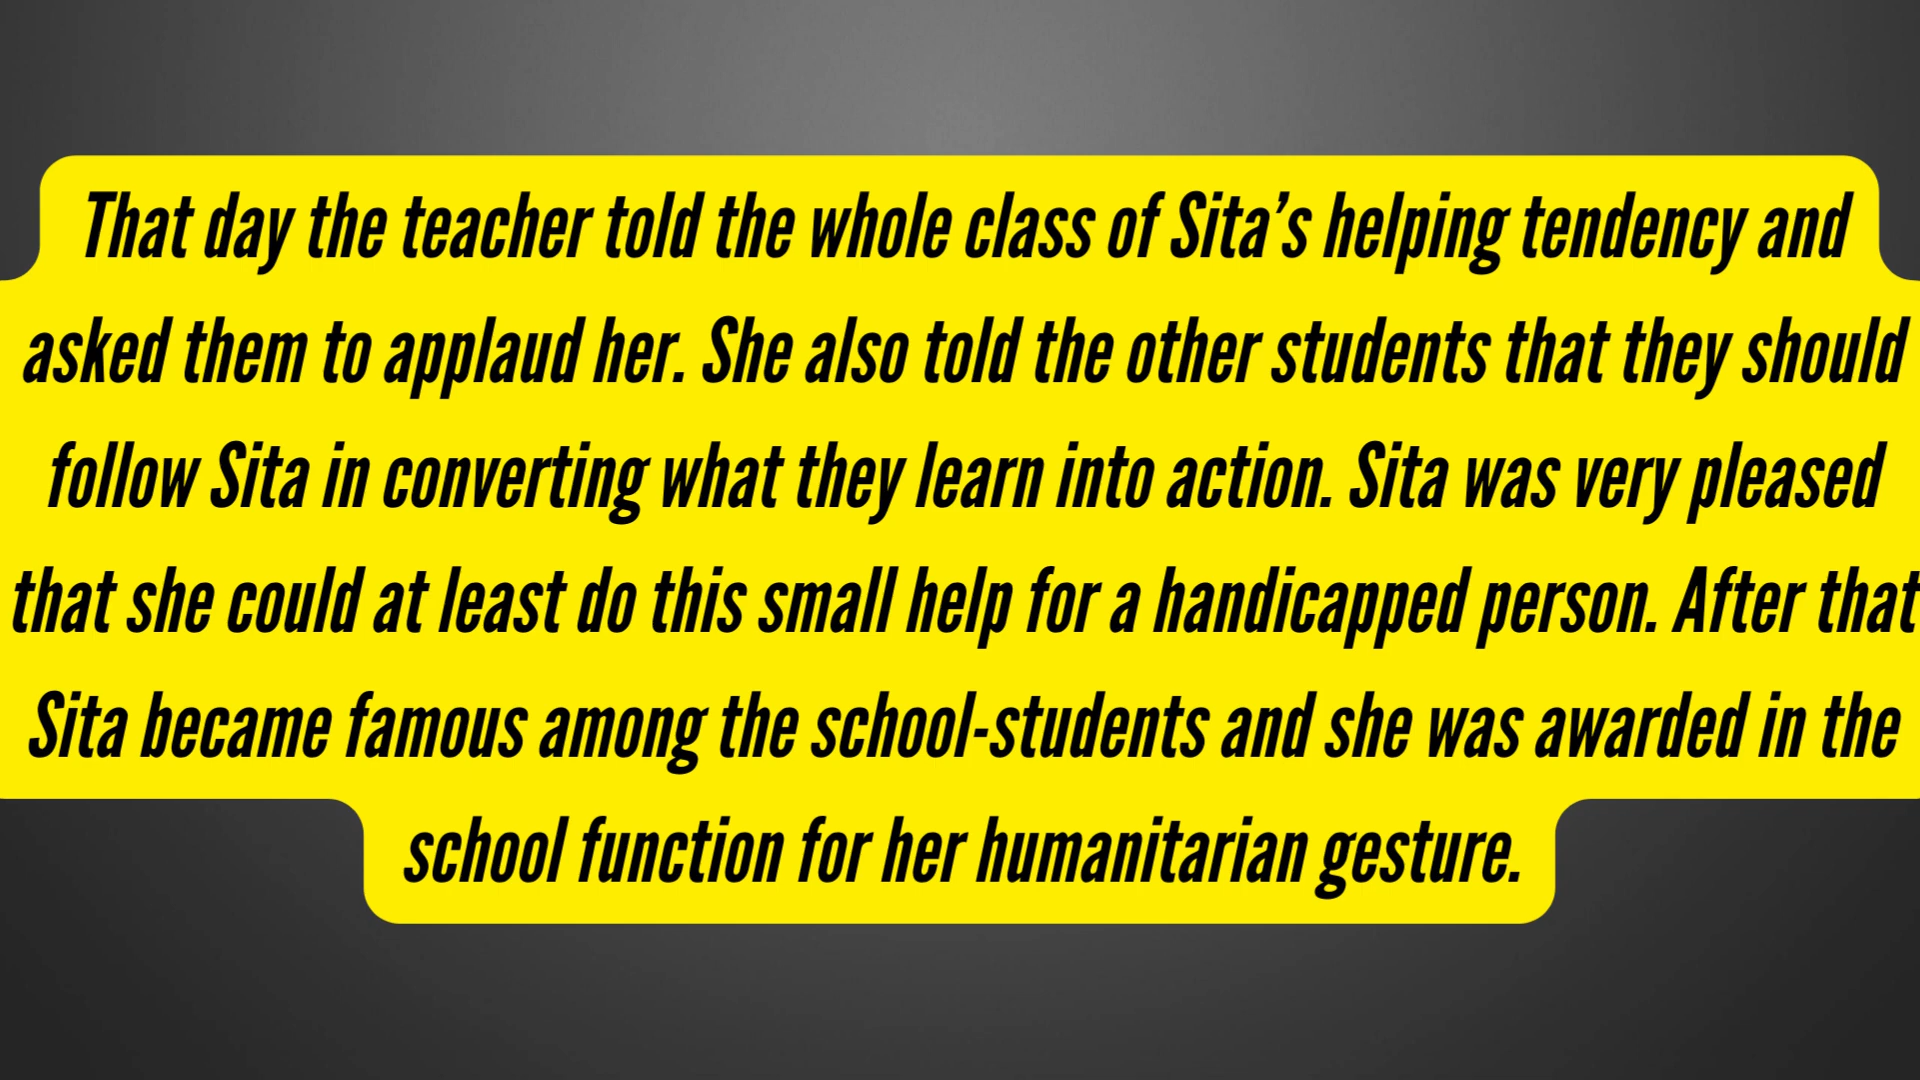 That day the teacher told the whole class of Sita’s helping tendency and
asked them to applaud her. She also told the other students that they should
follow Sita in converting what they learn into action. Sita was very pleased
that she could at least do this small help for a handicapped person. After that
Sita became famous among the school-students and she was awarded in the
school function for her humanitarian gesture.